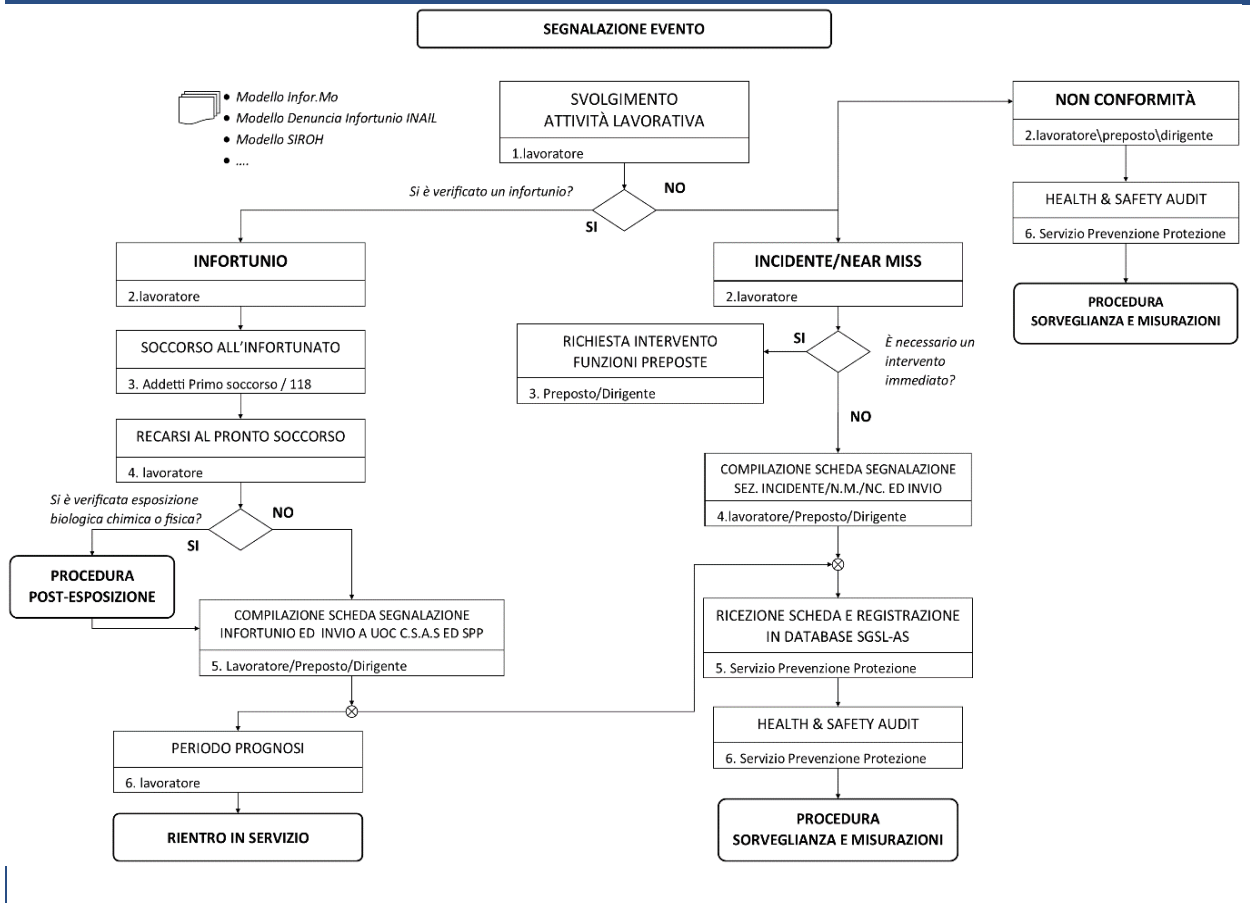 SEGNALAZIONE EVENTO
• Modello Infor.Mo
• Modello Denuncia Infortunio INAIL
• Modello SIROH
• ....
SVOLGIMENTO
ATTIVITÀ LAVORATIVA
1.lavoratore
NON CONFORMITÀ
2.lavoratore\preposto\dirigente
HEALTH & SAFETY AUDIT
6. Servizio Prevenzione Protezione
PROCEDURA
SORVEGLIANZA E MISURAZIONI
Si è verificato un infortunio?
NO
SI
INFORTUNIO
2.lavoratore
SOCCORSO ALL'INFORTUNATO
3. Addetti Primo soccorso / 118
RECARSI AL PRONTO SOCCORSO
4. lavoratore
Si è verificata esposizione
biologica chimica o fisica?
NO
SI
PROCEDURA
POST-ESPOSIZIONE
COMPILAZIONE SCHEDA SEGNALAZIONE
INFORTUNIO ED INVIO A UOC C.S.A.S ED SPP
5. Lavoratore/Preposto/Dirigente
PERIODO PROGNOSI
6. lavoratore
RIENTRO IN SERVIZIO
INCIDENTE/NEAR MISS
2.lavoratore
SI
È necessario un
intervento
immediato?
RICHIESTA INTERVENTO
FUNZIONI PREPOSTE
3. Preposto/Dirigente
NO
COMPILAZIONE SCHEDA SEGNALAZIONE
SEZ. INCIDENTE/N.M./NC. ED INVIO
4.lavoratore/Preposto/Dirigente
RICEZIONE SCHEDA E REGISTRAZIONE
IN DATABASE SGSL-AS
5. Servizio Prevenzione Protezione
HEALTH & SAFETY AUDIT
6. Servizio Prevenzione Protezione
PROCEDURA
SORVEGLIANZA E MISURAZIONI